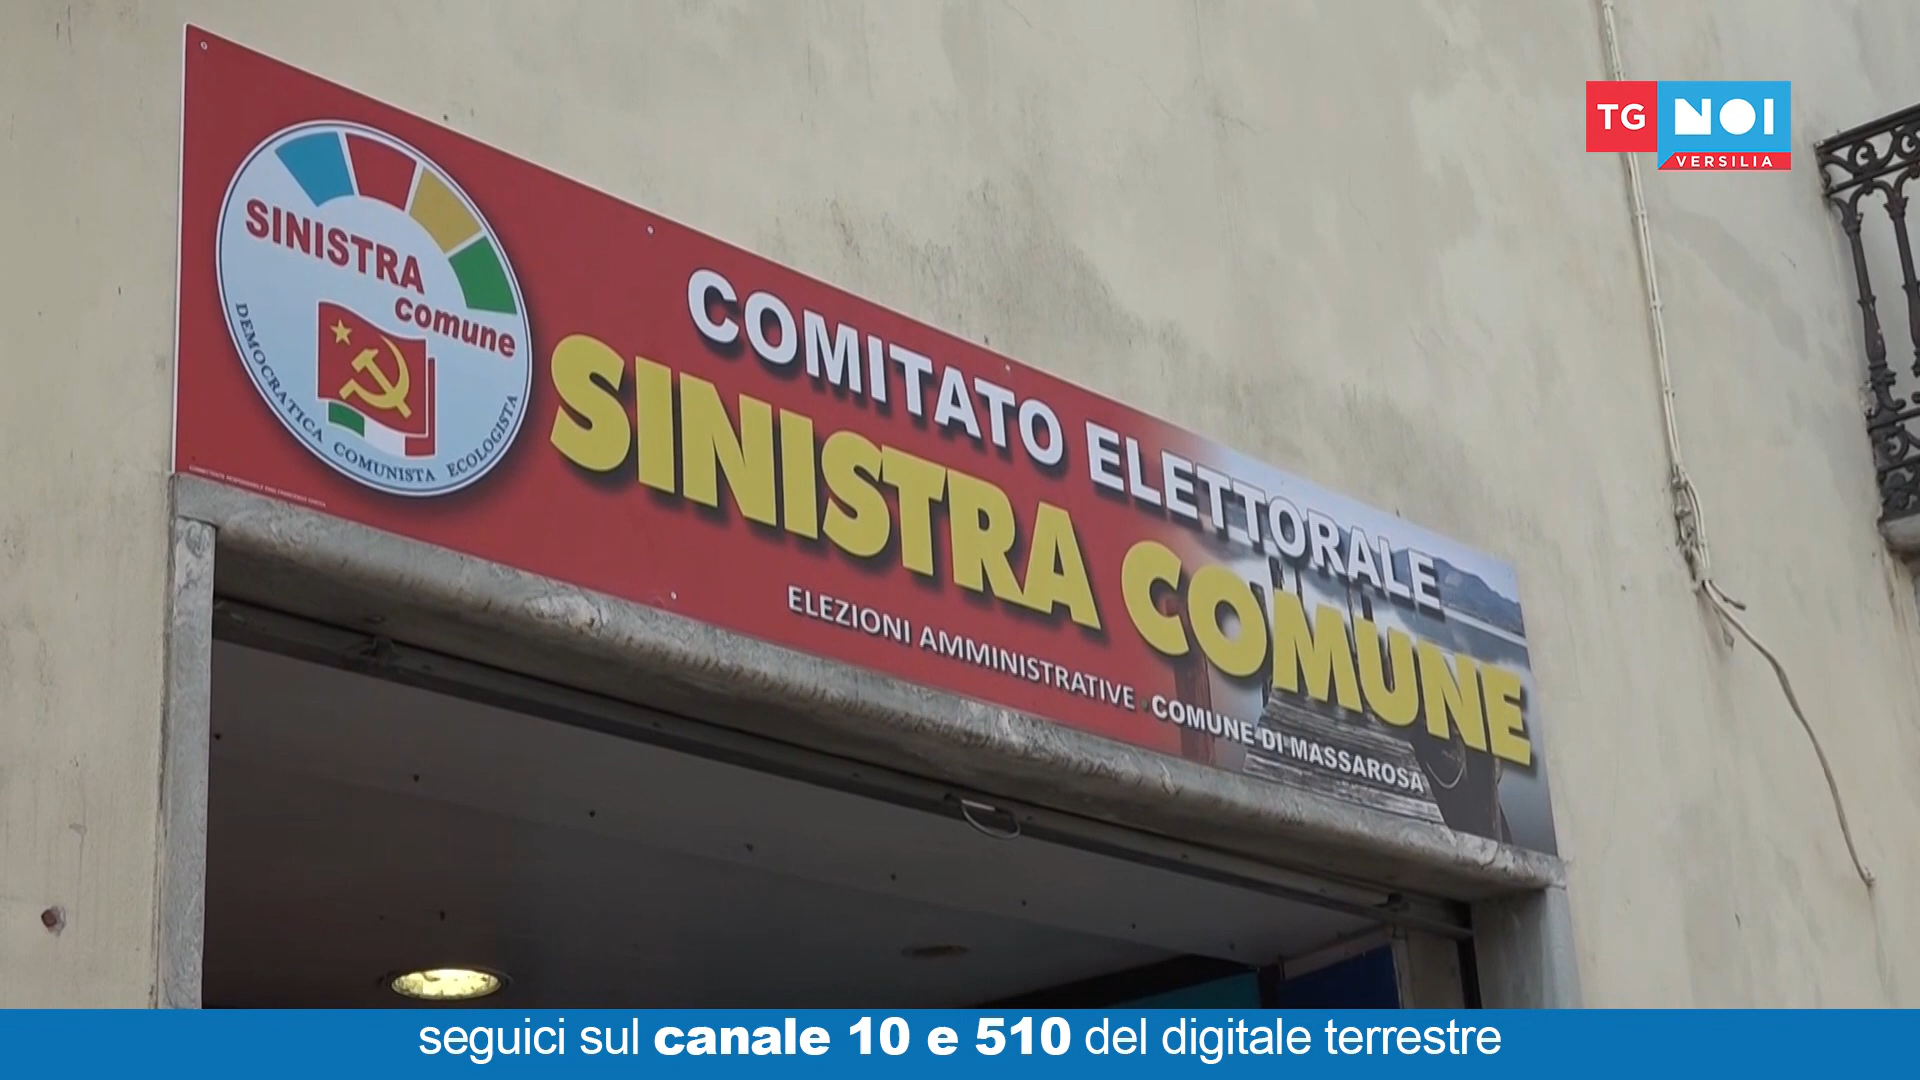 TG NOI
VERSILIA
SINISTRA
comune
DEMOCRATICA COMUNISTA ECOLOGISTA
COMITATO ELETTORALE
SINISTRA COMUNE
ELEZIONI AMMINISTRATIVE . COMUNE DI MASSAROSA
seguici sul canale 10 e 510 del digitale terrestre